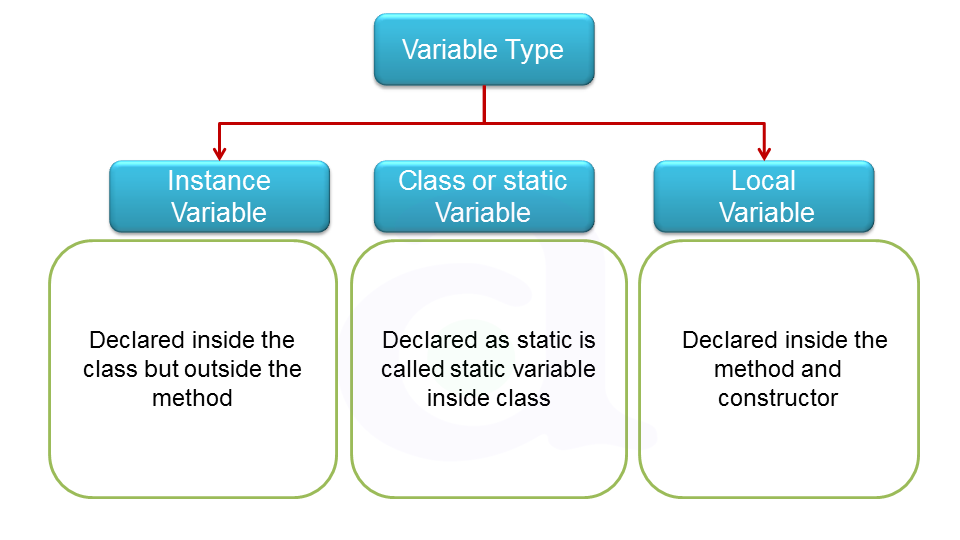 Variable Type
Instance
Variable
Class or static
Variable
Local
Variable
Declared inside the
class but outside the
method
Declared as static is
called static variable
inside class
Declared inside the
method and
constructor